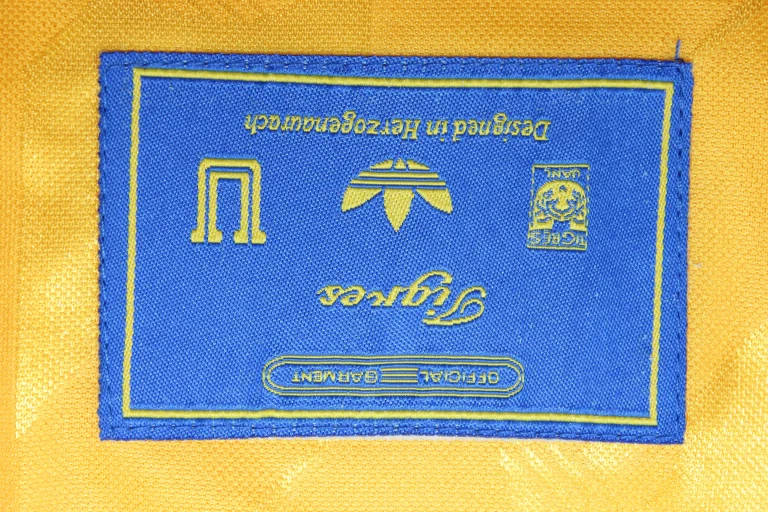 OFFICIAL GARMENT
Tigres
TIGRES
UANL
Designed in Herzogenaurach